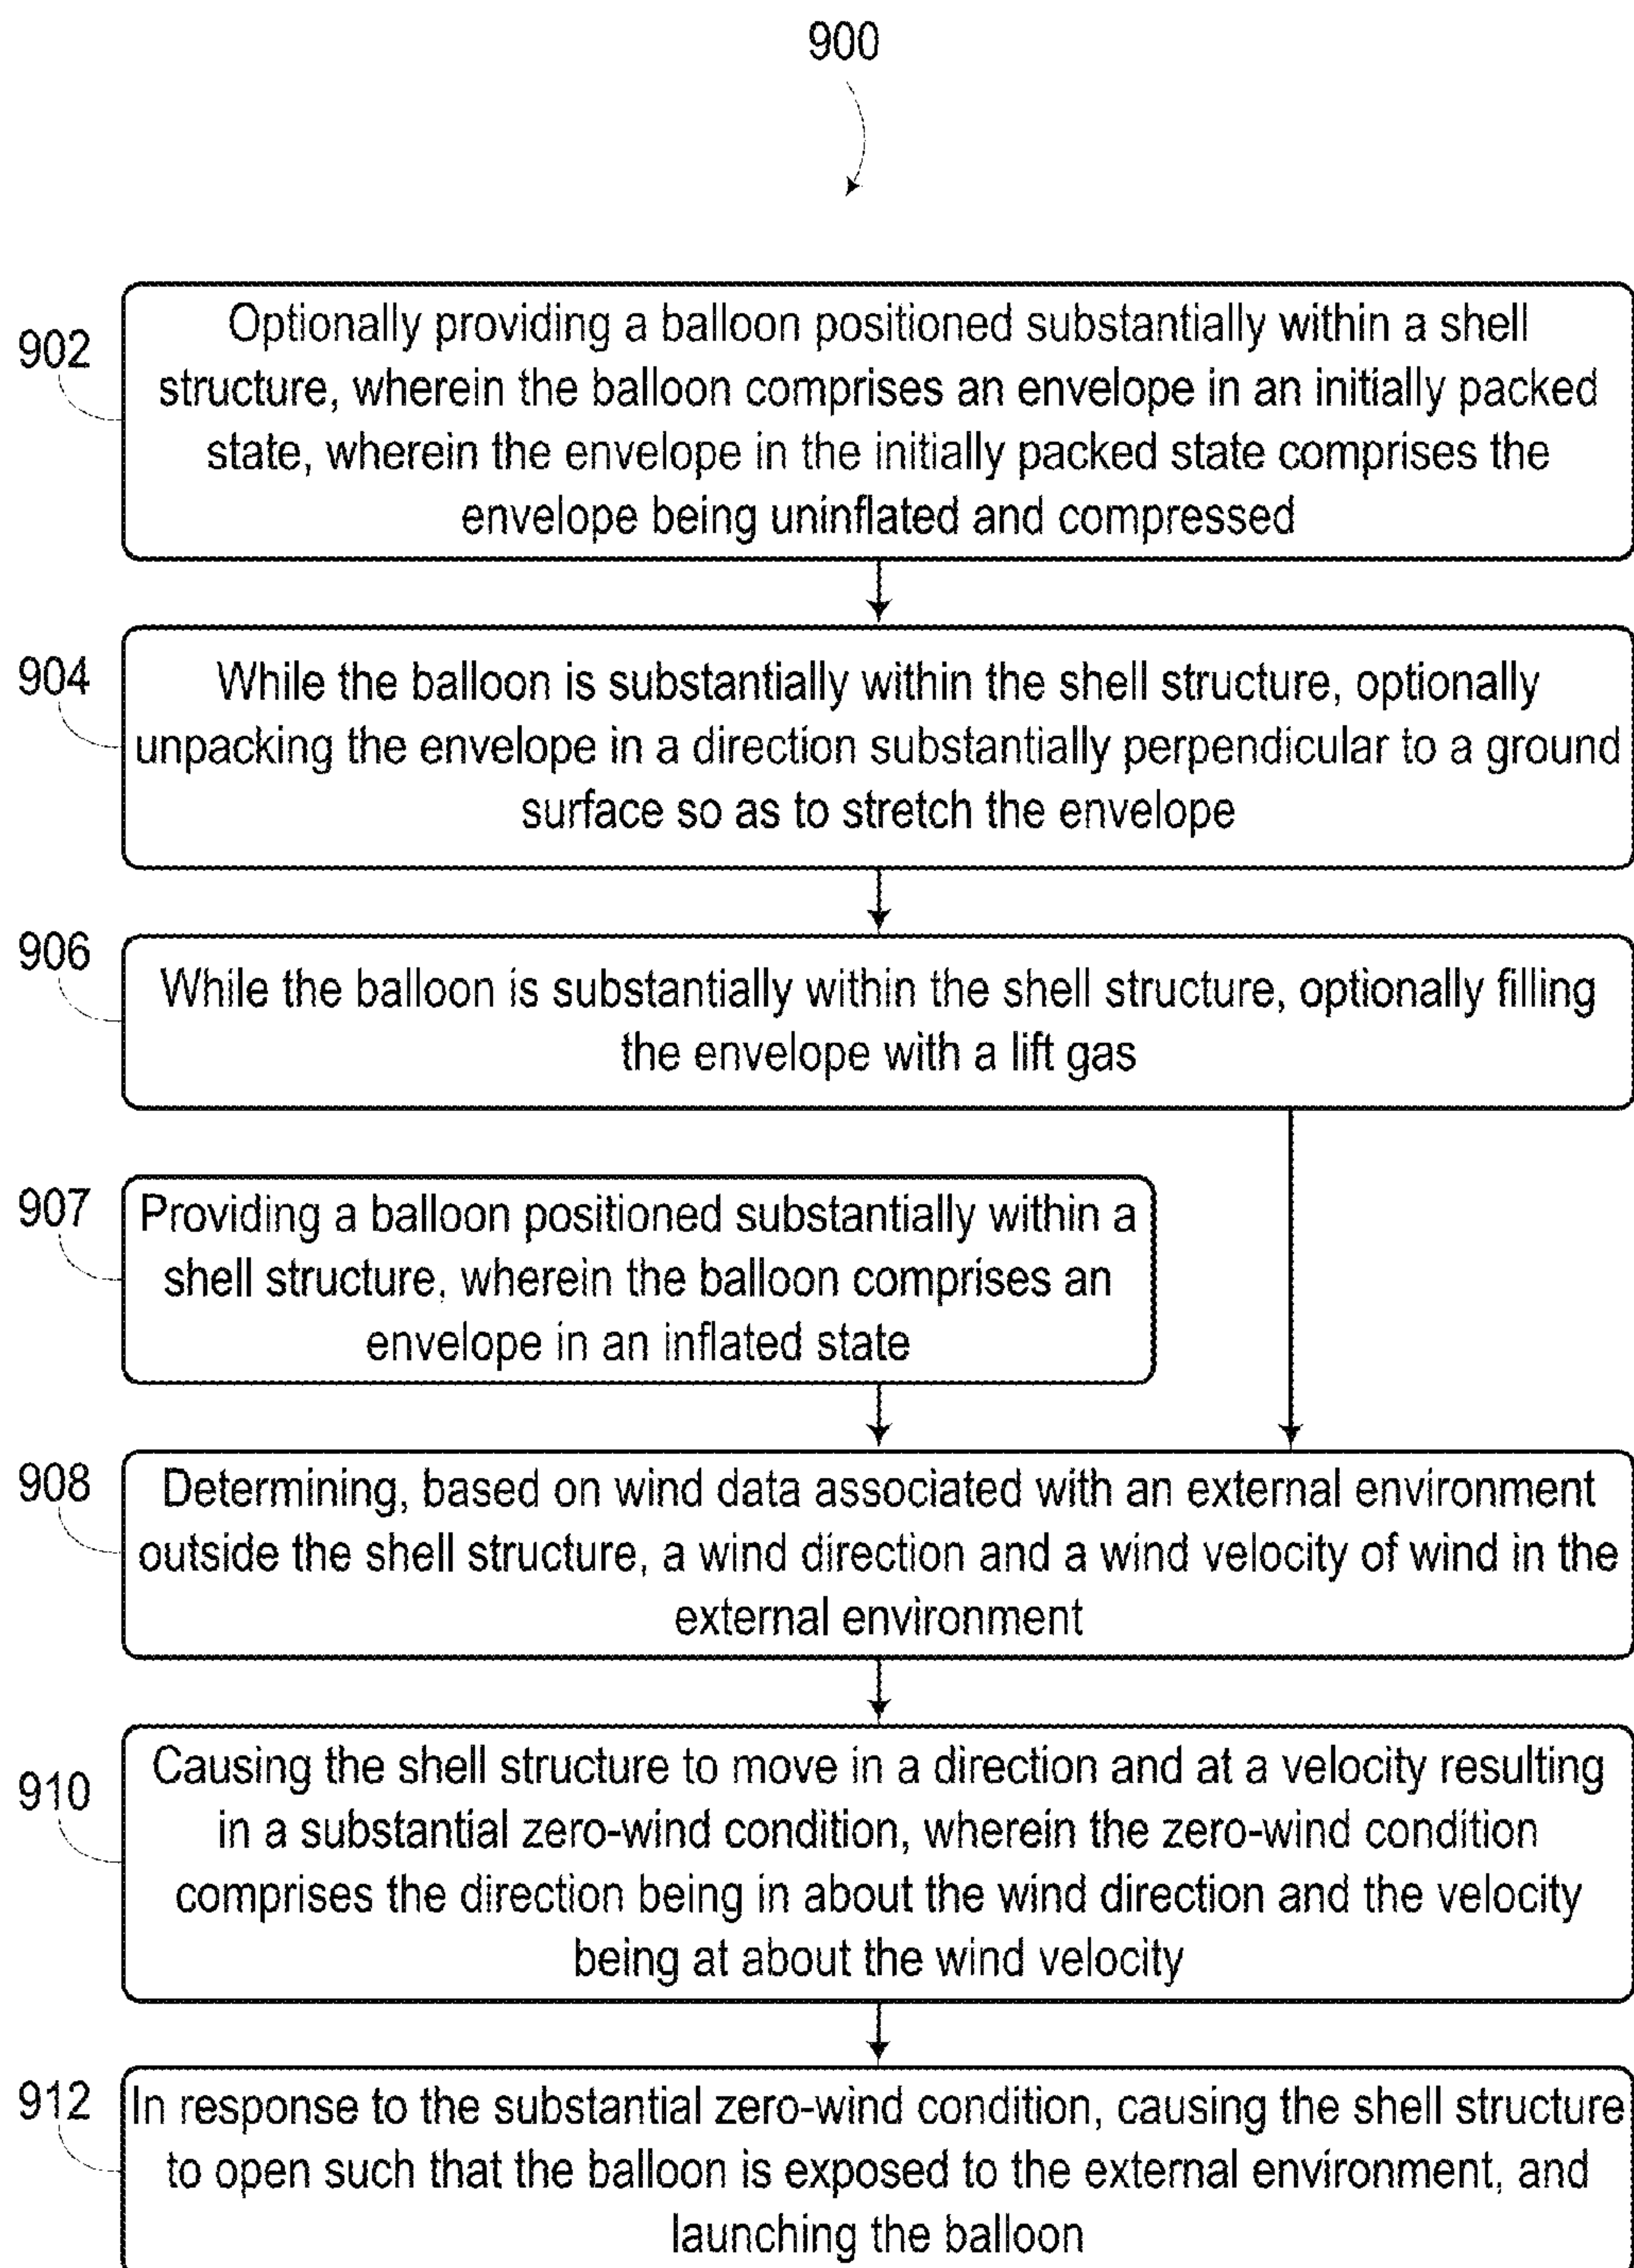 900
902
Optionally providing a balloon positioned substantially within a shell
structure, wherein the balloon comprises an envelope in an initially packed
state, wherein the envelope in the initially packed state comprises the
envelope being uninflated and compressed
904
While the balloon is substantially within the shell structure, optionally
unpacking the envelope in a direction substantially perpendicular to a ground
surface so as to stretch the envelope
906
While the balloon is substantially within the shell structure, optionally filling
the envelope with a lift gas
907
Providing a balloon positioned substantially within a
shell structure, wherein the balloon comprises an
envelope in an inflated state
908
Determining, based on wind data associated with an external environment
outside the shell structure, a wind direction and a wind velocity of wind in the
external environment
910
Causing the shell structure to move in a direction and at a velocity resulting
in a substantial zero-wind condition, wherein the zero-wind condition
comprises the direction being in about the wind direction and the velocity
being at about the wind velocity
912
In response to the substantial zero-wind condition, causing the shell structure
to open such that the balloon is exposed to the external environment, and
launching the balloon